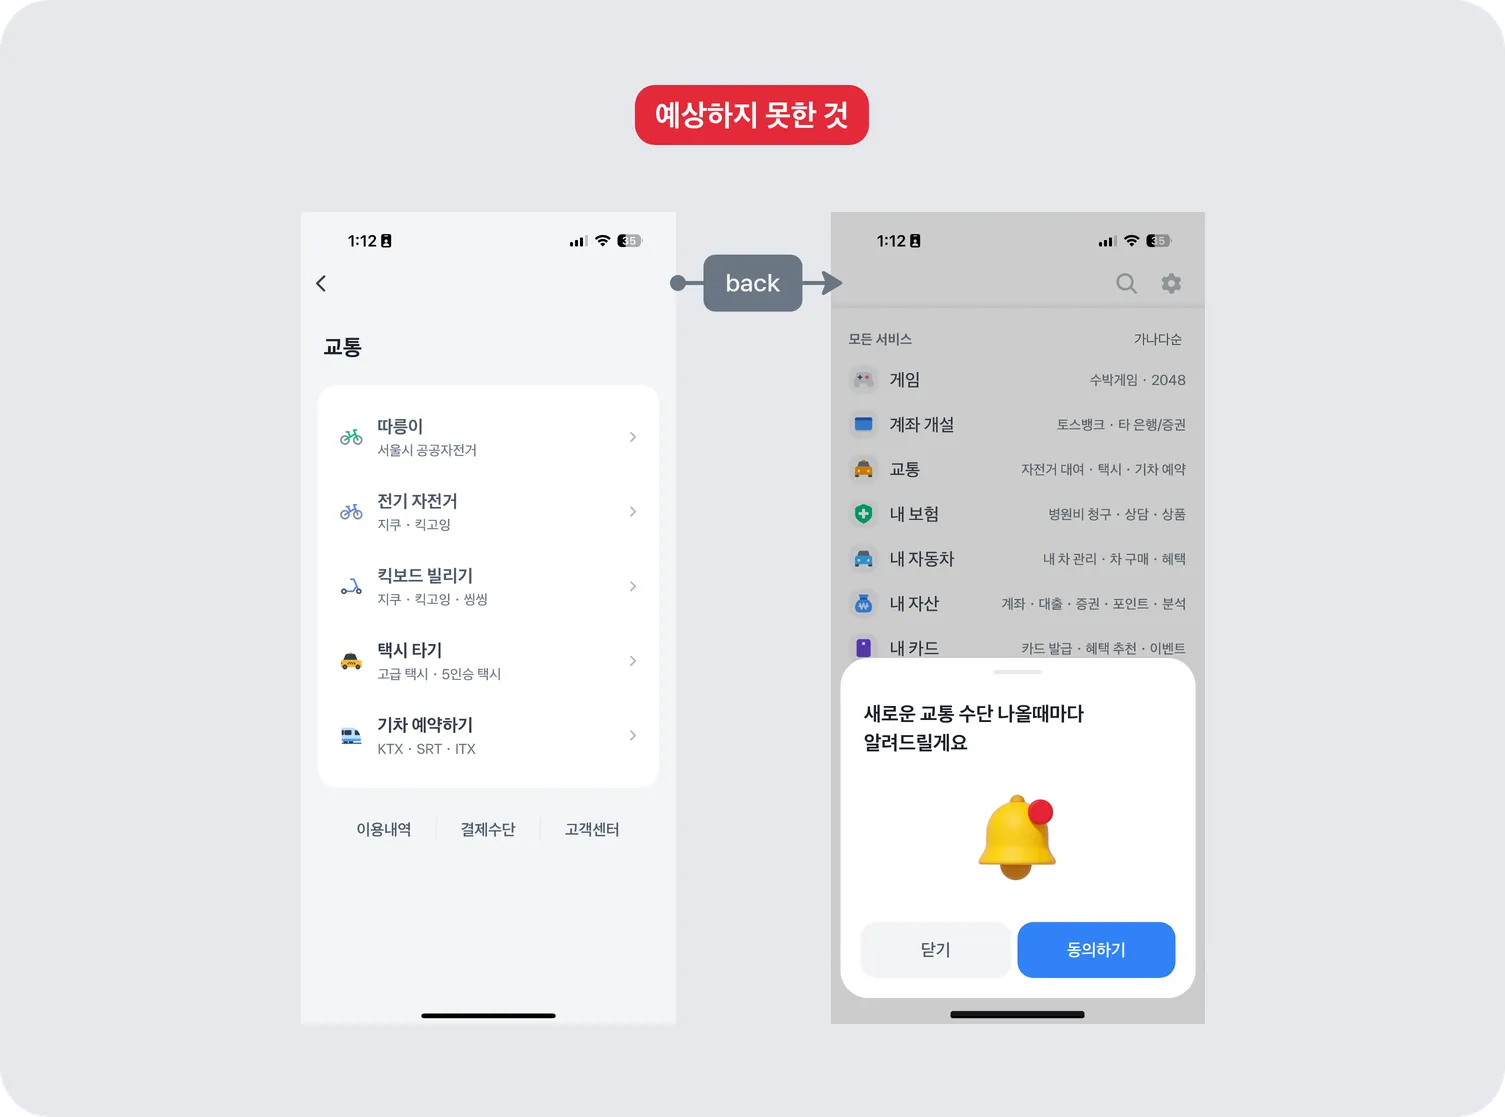 예상하지 못한 것
1:12
35
교통
따릉이
서울시 공공자전거
전기 자전거
지쿠 · 킥고잉
킥보드 빌리기
지쿠 · 킥고잉 · 씽씽
택시 타기
고급 택시 · 5인승 택시
기차 예약하기
KTX · SRT · ITX
이용내역
결제수단
고객센터
back
1:12
35
모든 서비스
가나다순
게임
수박게임 · 2048
계좌 개설
토스뱅크 · 타 은행/증권
교통
자전거 대여 · 택시 · 기차 예약
내 보험
병원비 청구 · 상담 · 상품
내 자동차
내 차 관리 · 차 구매 · 혜택
내 자산
계좌 · 대출 · 증권 · 포인트 · 분석
내 카드
카드 발급 · 혜택 추천 · 이벤트
새로운 교통 수단 나올때마다
알려드릴게요
닫기
동의하기